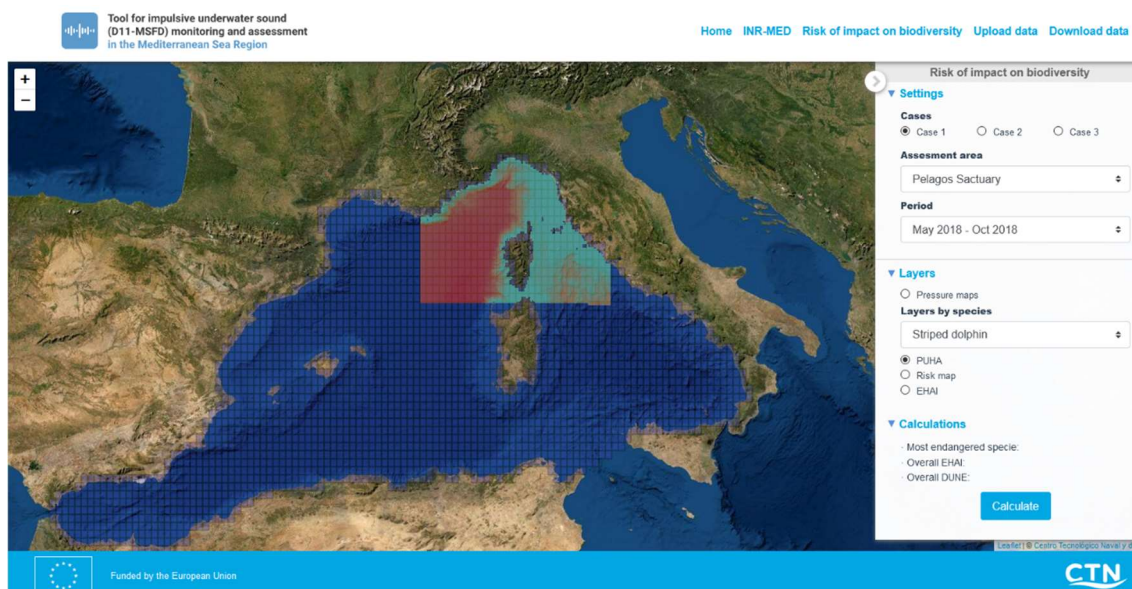 Tool for impulsive underwater sound
(D11-MSFD) monitoring and assessment
in the Mediterranean Sea Region
Home INR-MED Risk of impact on biodiversity Upload data Download data
+
−
Risk of impact on biodiversity
Settings
Cases
Case 1 Case 2 Case 3
Assesment area
Pelagos Sactuary
Period
May 2018 - Oct 2018
Layers
Pressure maps
Layers by species
Striped dolphin
PUHA
Risk map
EHAI
Calculations
- Most endangered specie:
- Overall EHAI:
- Overall DUNE:
Calculate
Leaflet | © Centro Tecnológico Naval y d
Funded by the European Union
CTN